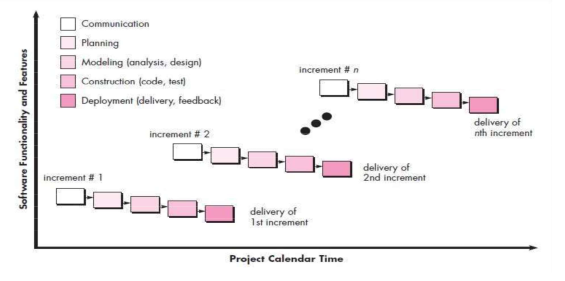 Software Functionality and Features
Communication
Planning
Modeling (analysis, design)
Construction (code, test)
Deployment (delivery, feedback)
increment # n
delivery of
nth increment
increment # 2
delivery of
2nd increment
increment # 1
delivery of
1st increment
Project Calendar Time